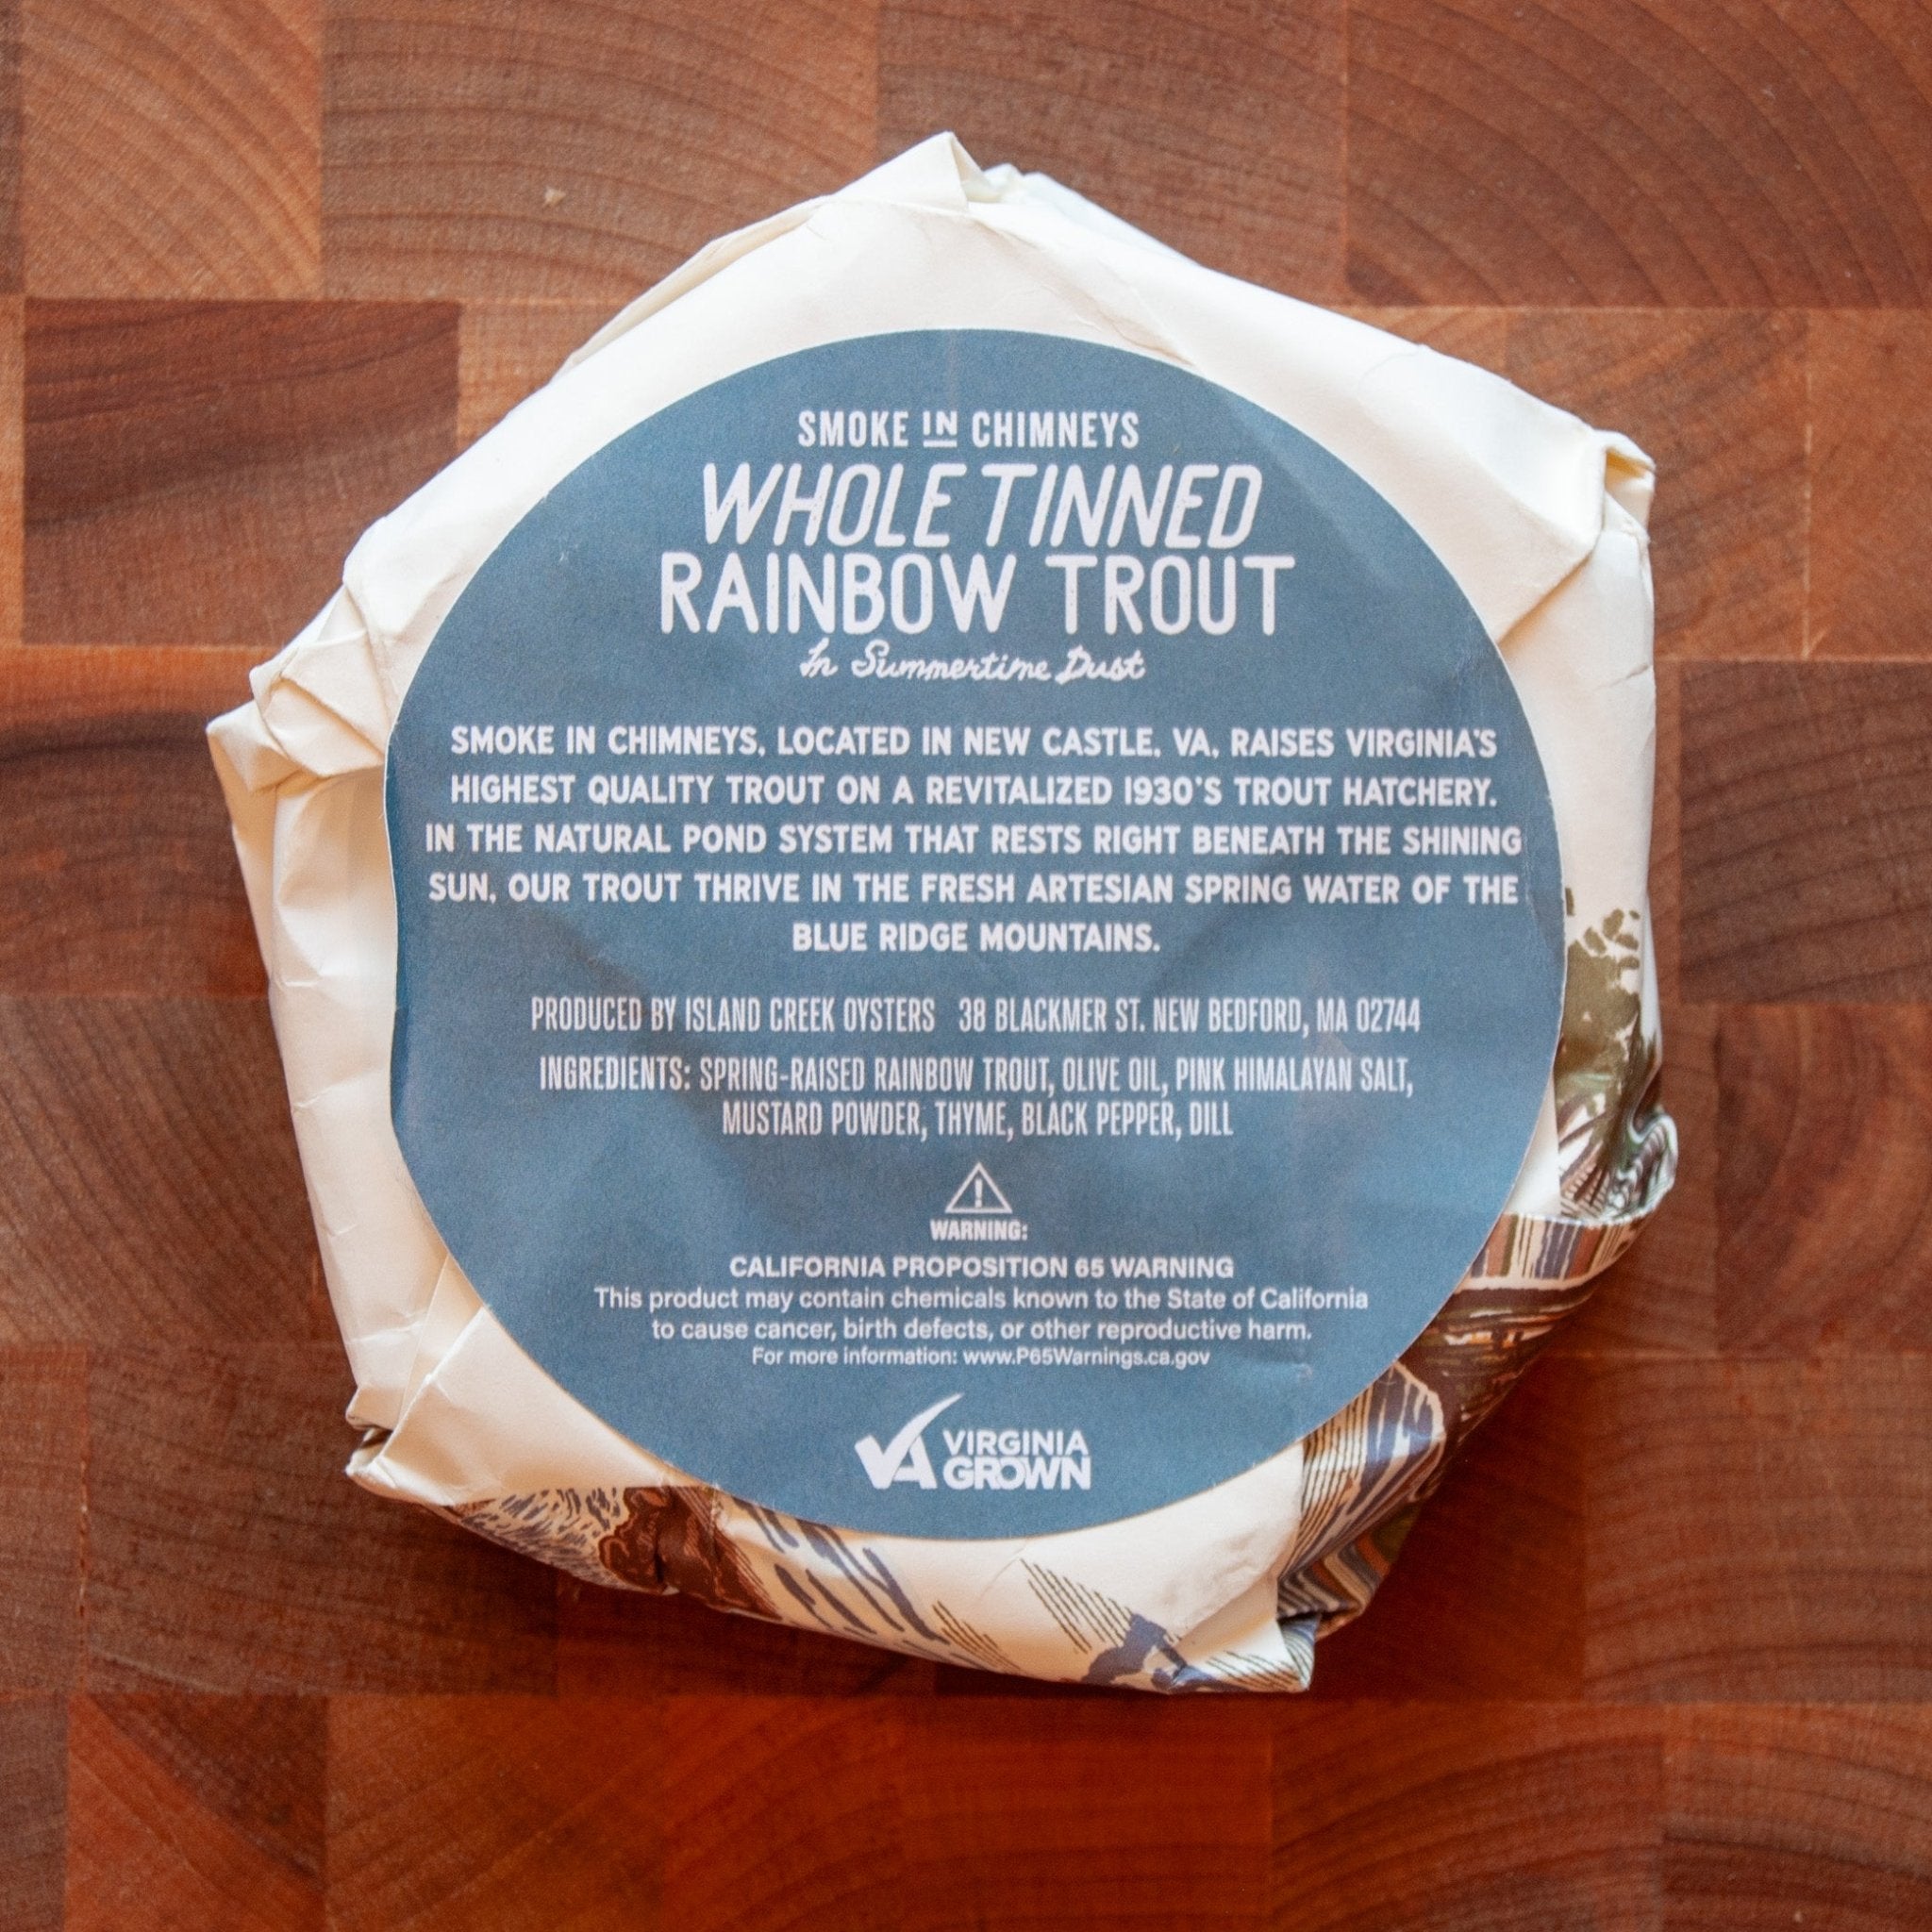 SMOKE IN CHIMNEYS
WHOLE TINNED
RAINBOW TROUT
In Summertime Dust
SMOKE IN CHIMNEYS, LOCATED IN NEW CASTLE, VA, RAISES VIRGINIA'S
HIGHEST QUALITY TROUT ON A REVITALIZED 1930'S TROUT HATCHERY.
IN THE NATURAL POND SYSTEM THAT RESTS RIGHT BENEATH THE SHINING
SUN, OUR TROUT THRIVE IN THE FRESH ARTESIAN SPRING WATER OF THE
BLUE RIDGE MOUNTAINS.
PRODUCED BY ISLAND CREEK OYSTERS 38 BLACKMER ST. NEW BEDFORD, MA 02744
INGREDIENTS: SPRING-RAISED RAINBOW TROUT, OLIVE OIL, PINK HIMALAYAN SALT,
MUSTARD POWDER, THYME, BLACK PEPPER, DILL
!
WARNING:
CALIFORNIA PROPOSITION 65 WARNING
This product may contain chemicals known to the State of California
to cause cancer, birth defects, or other reproductive harm.
For more information: www.P65Warnings.ca.gov
VA VIRGINIA
GROWN